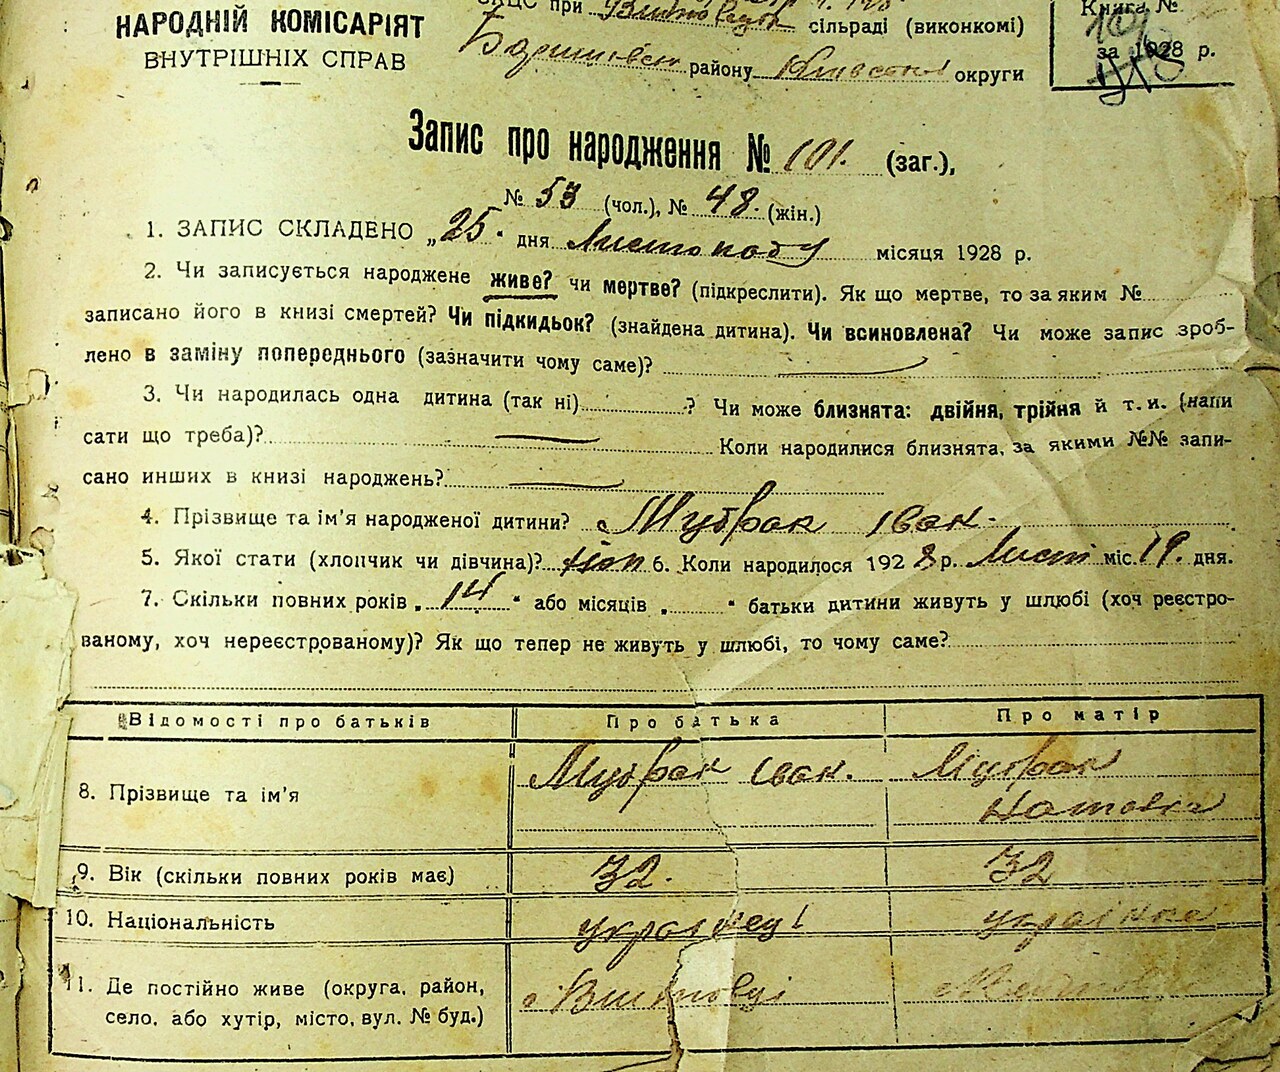 НАРОДНІЙ КОМІСАРІЯТ
ВНУТРІШНІХ СПРАВ
при сільраді (виконкомі)
району округи
Книга №
за 1928 р.
Запис про народження № 101. (заг.),
№ 53 (чол.), № 48. (жін.)
1. ЗАПИС СКЛАДЕНО „25. дня Листопаду місяця 1928 р.
2. Чи записується народжене живе? чи мертве? (підкреслити). Як що мертве, то за яким №
записано його в книзі смертей? Чи підкидьок? (знайдена дитина). Чи всиновлена? Чи може запис зроб-
лено в заміну попереднього (зазначити чому саме)?
3. Чи народилась одна дитина (так ні) ? Чи може близнята: двійня, трійня й т. и. (напи
сати що треба)? Коли народилися близнята, за якими №№ запи-
сано инших в книзі народжень?
4. Прізвище та ім'я народженої дитини? Іван.
5. Якої стати (хлопчик чи дівчина)? хлоп 6. Коли народилося 1928 р. Лист міс. 19. дня.
7. Скільки повних років „ 14 " або місяців „ " батьки дитини живуть у шлюбі (хоч реєстро-
ваному, хоч нереєстрованому)? Як що тепер не живуть у шлюбі, то чому саме?
Відомості про батьків Про батька Про матір
8. Прізвище та ім'я Іван.
9. Вік (скільки повних років має) 32. 32
10. Національність українка
11. Де постійно живе (округа, район,
село, або хутір, місто, вул. № буд.)